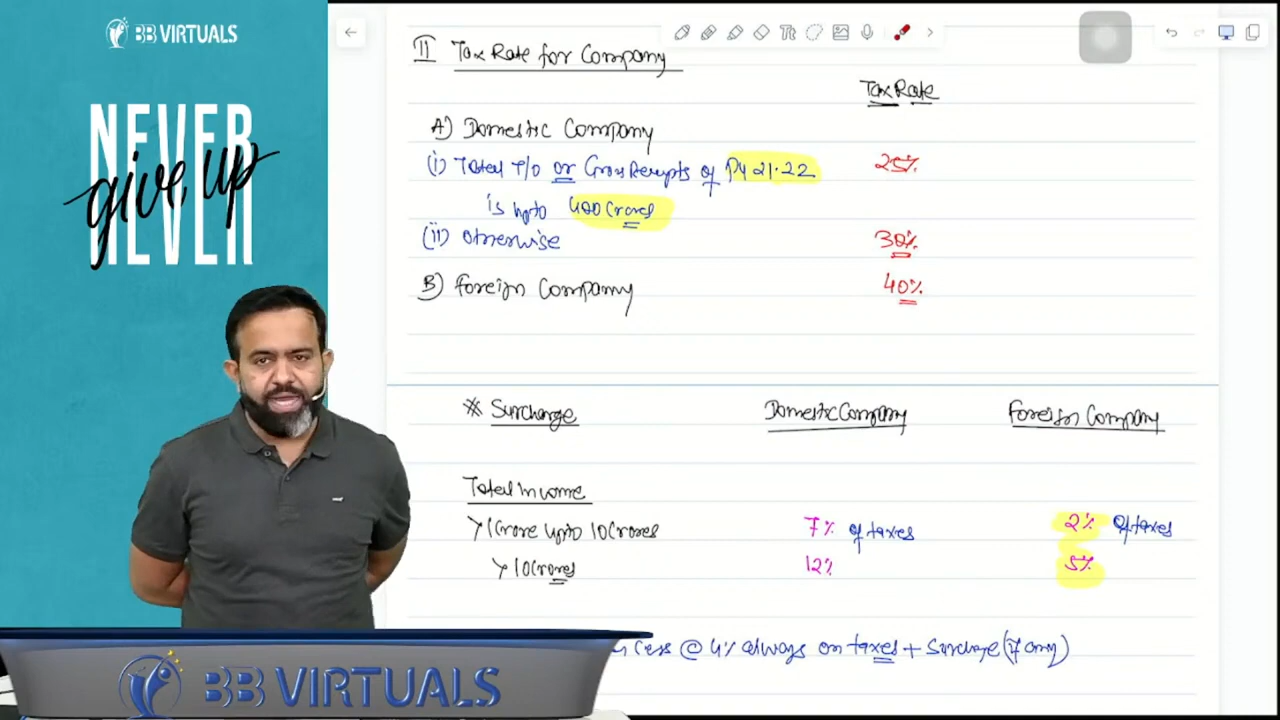 BB VIRTUALS
NEVER
give up
NEVER
II Tax Rate for Company
Tax Rate
A) Domestic Company
(i) Total T/O or Gross Receipts of PY 21-22 25%
is upto 400 Crores
(ii) Otherwise 30%
B) Foreign Company 40%
* Surcharge Domestic Company Foreign Company
Total Income
>1 Crore upto 10 Crores 7% of taxes 2% of taxes
>10 Crores 12% 5%
Cess @ 4% always on taxes + Surcharge (if any)
BB VIRTUALS